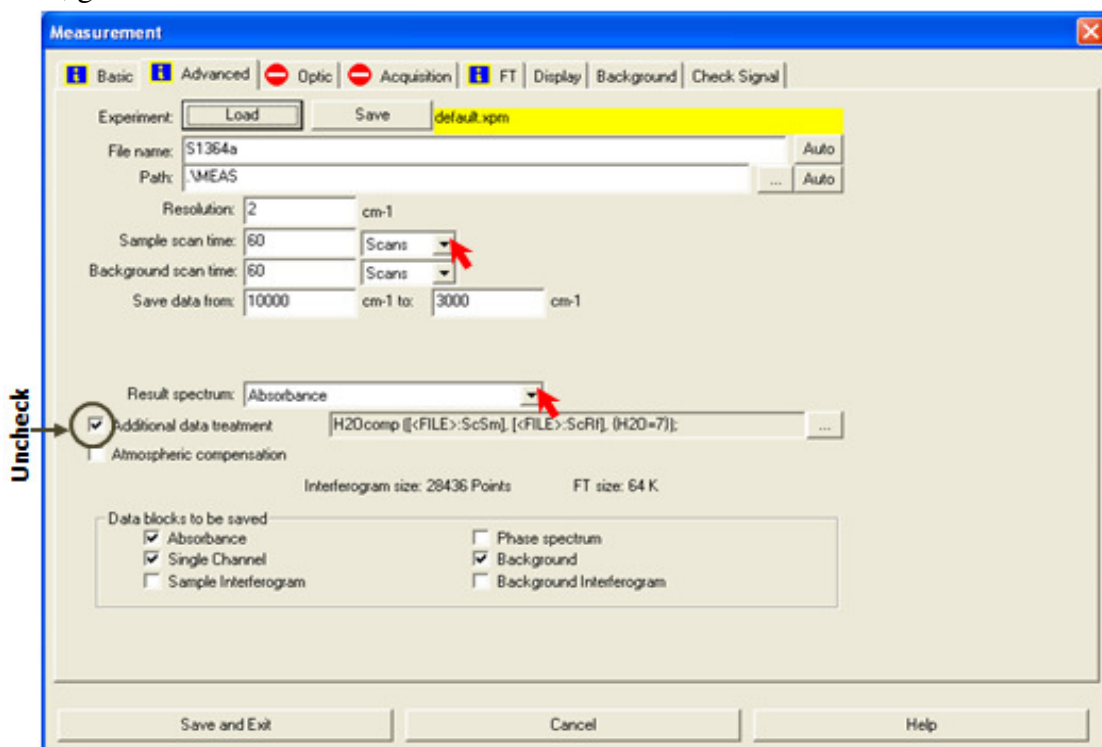 Measurement
Basic Advanced Optic Acquisition FT Display Background Check Signal
Experiment: Load Save default.xpm
File name: S1364a Auto
Path: .\MEAS ... Auto
Resolution: 2 cm-1
Sample scan time: 60 Scans
Background scan time: 60 Scans
Save data from: 10000 cm-1 to: 3000 cm-1
Result spectrum: Absorbance
Uncheck
Additional data treatment H2Ocomp ([<FILE>:ScSm], [<FILE>:ScRf], {H2O=7});
...
Atmospheric compensation
Interferogram size: 28436 Points FT size: 64 K
Data blocks to be saved
Absorbance Phase spectrum
Single Channel Background
Sample Interferogram Background Interferogram
Save and Exit Cancel Help